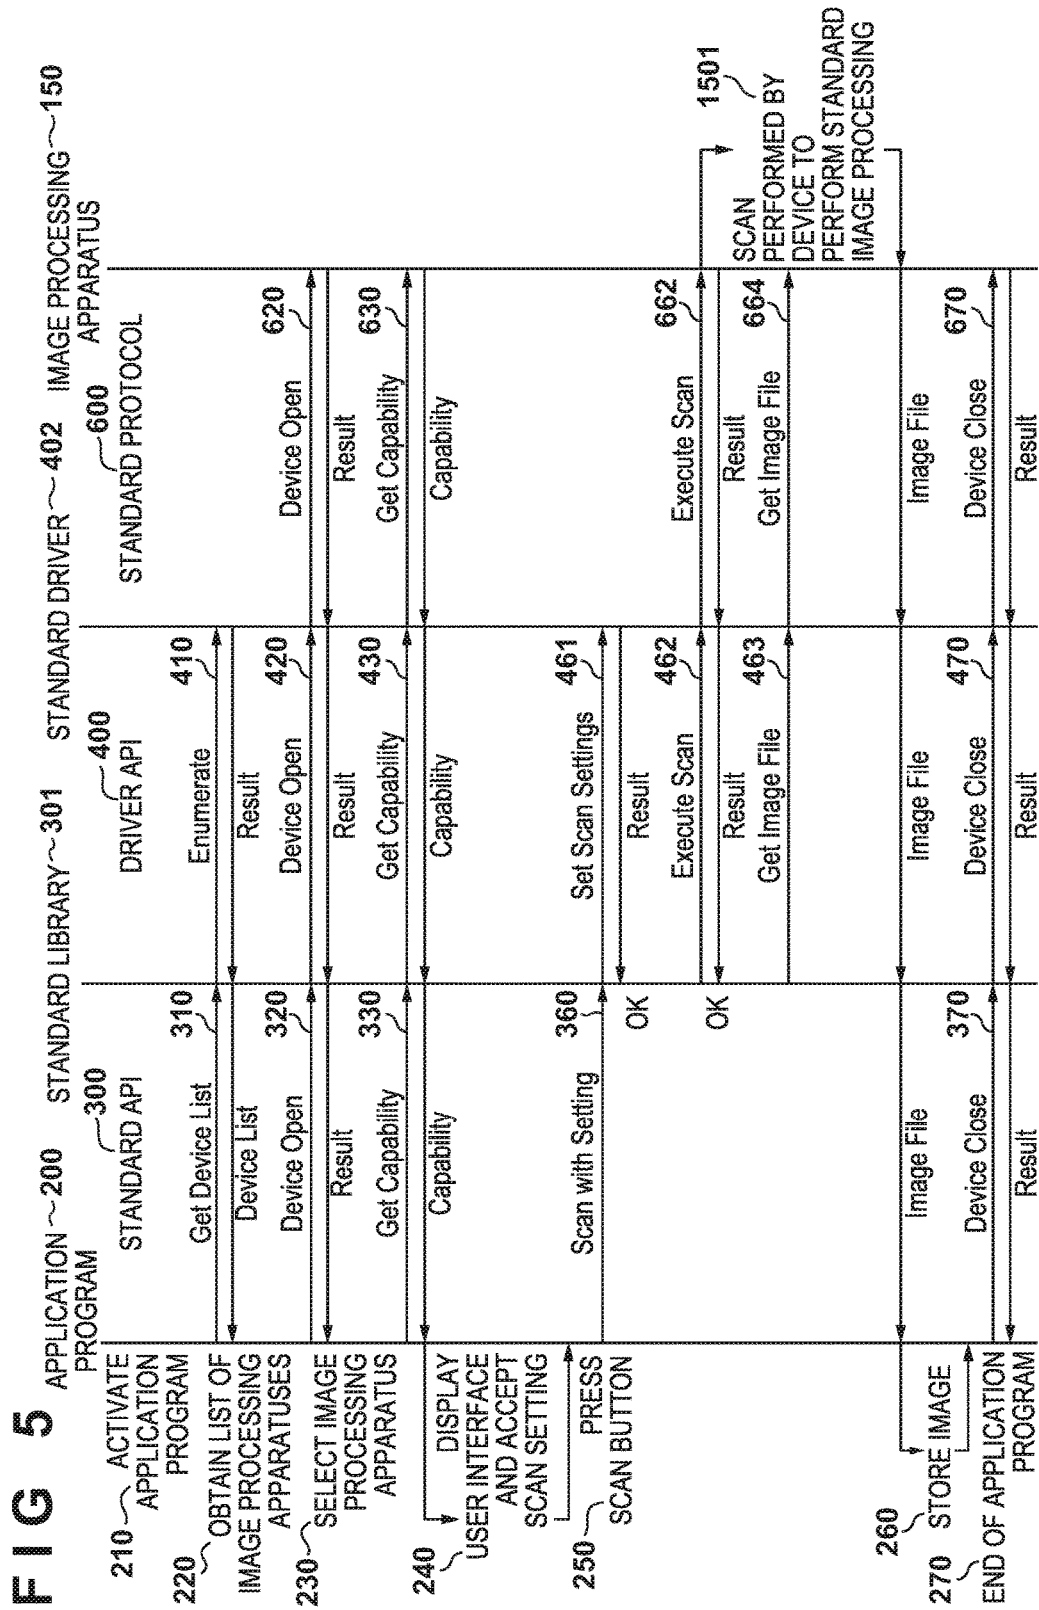 FIG 5
APPLICATION ~200
PROGRAM
STANDARD LIBRARY ~301
STANDARD DRIVER ~402
IMAGE PROCESSING ~150
APPARATUS
300
STANDARD API
400
DRIVER API
600
STANDARD PROTOCOL
210 ACTIVATE
APPLICATION
PROGRAM
220 OBTAIN LIST OF
IMAGE PROCESSING
APPARATUSES
Get Device List 310
Enumerate 410
Device List
Result
230 SELECT IMAGE
PROCESSING
APPARATUS
Device Open 320
Device Open 420
Device Open 620
Result
Result
Result
Get Capability 330
Get Capability 430
Get Capability 630
Capability
Capability
Capability
240
DISPLAY
USER INTERFACE
AND ACCEPT
SCAN SETTING
250
PRESS
SCAN BUTTON
Scan with Setting 360
Set Scan Settings 461
OK
Result
Execute Scan 462
Execute Scan 662
OK
Result
Result
Get Image File 463
Get Image File 664
1501
SCAN
PERFORMED BY
DEVICE TO
PERFORM STANDARD
IMAGE PROCESSING
Image File
Image File
Image File
260 STORE IMAGE
270
END OF APPLICATION
PROGRAM
Device Close 370
Device Close 470
Device Close 670
Result
Result
Result